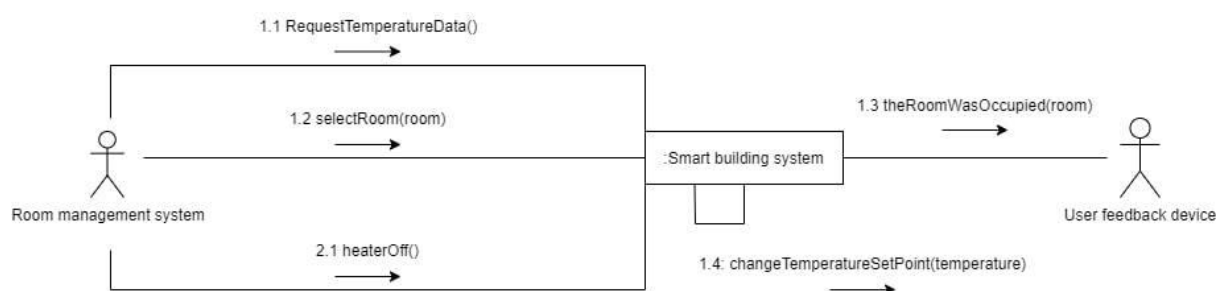 1.1 RequestTemperatureData()
1.2 selectRoom(room)
1.3 theRoomWasOccupied(room)
:Smart building system
Room management system
User feedback device
2.1 heaterOff()
1.4: changeTemperatureSetPoint(temperature)